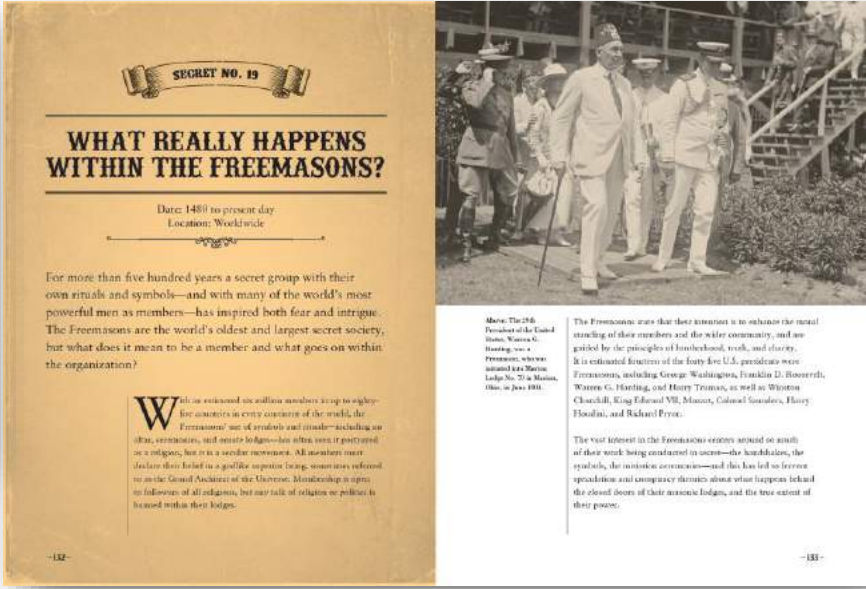 SECRET NO. 19
WHAT REALLY HAPPENS
WITHIN THE FREEMASONS?
Date: 1480 to present day
Location: Worldwide
For more than five hundred years a secret group with their
own rituals and symbols—and with many of the world's most
powerful men as members—has inspired both fear and intrigue.
The Freemasons are the world's oldest and largest secret society,
but what does it mean to be a member and what goes on within
the organization?
With an estimated six million members in up to eighty-
five countries in every continent of the world, the
Freemasons' use of symbols and rituals—including an
altar, ceremonies, and ornate lodges—has often seen it portrayed
as a religion, but it is a secular movement. All members must
declare their belief in a godlike superior being, sometimes referred
to as the Grand Architect of the Universe. Membership is open
to followers of all religions, but any talk of religion or politics is
banned within their lodges.
–132–
Above: The 29th
President of the United
States, Warren G.
Harding, was a
Freemason, who was
initiated into Marion
Lodge No. 70 in Marion,
Ohio, in June 1901.
The Freemasons state that their intention is to enhance the moral
standing of their members and the wider community, and are
guided by the principles of brotherhood, truth, and charity.
It is estimated fourteen of the forty-five U.S. presidents were
Freemasons, including George Washington, Franklin D. Roosevelt,
Warren G. Harding, and Harry Truman, as well as Winston
Churchill, King Edward VII, Mozart, Colonel Saunders, Harry
Houdini, and Richard Pryor.
The vast interest in the Freemasons centers around so much
of their work being conducted in secret—the handshakes, the
symbols, the initiation ceremonies—and this has led to fervent
speculation and conspiracy theories about what happens behind
the closed doors of their masonic lodges, and the true extent of
their power.
–133–